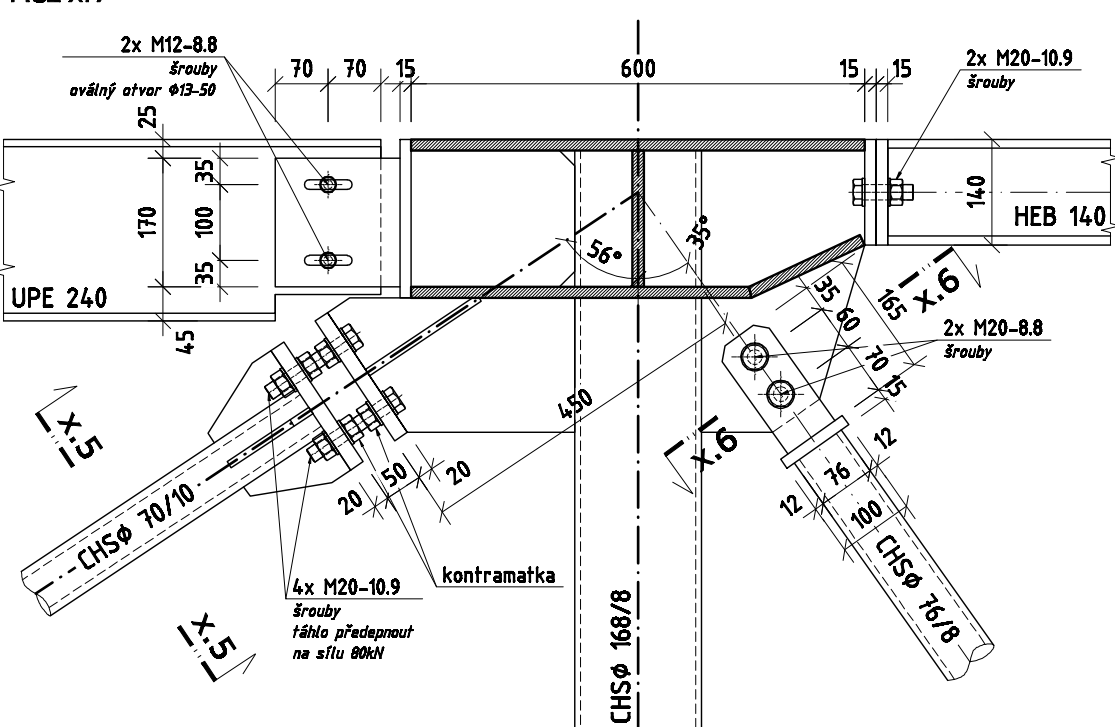 2x M12-8.8
šrouby
oválný otvor Φ13-50
70 70 15 600 15 15
2x M20-10.9
šrouby
25
35
170
100
35
45
UPE 240
140
HEB 140
56°
35°
x.6
35
165
60
70
15
2x M20-8.8
šrouby
x.5
450
x.6
12
76
12
100
20
50
20
CHSΦ 70/10
CHSΦ 76/8
kontramatka
4x M20-10.9
šrouby
táhlo předepnout
na sílu 80kN
x.5
CHSΦ 168/8